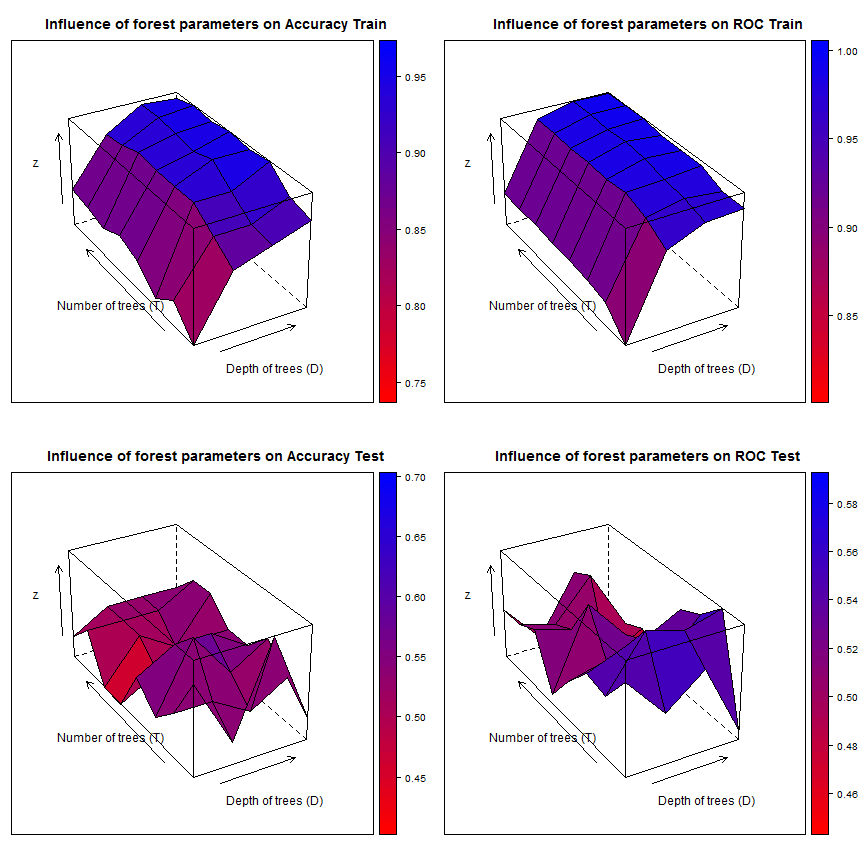 Influence of forest parameters on Accuracy Train
Z
Number of trees (T)
Depth of trees (D)
0.95
0.90
0.85
0.80
0.75
Influence of forest parameters on ROC Train
Z
Number of trees (T)
Depth of trees (D)
1.00
0.95
0.90
0.85
Influence of forest parameters on Accuracy Test
Z
Number of trees (T)
Depth of trees (D)
0.70
0.65
0.60
0.55
0.50
0.45
Influence of forest parameters on ROC Test
Z
Number of trees (T)
Depth of trees (D)
0.58
0.56
0.54
0.52
0.50
0.48
0.46